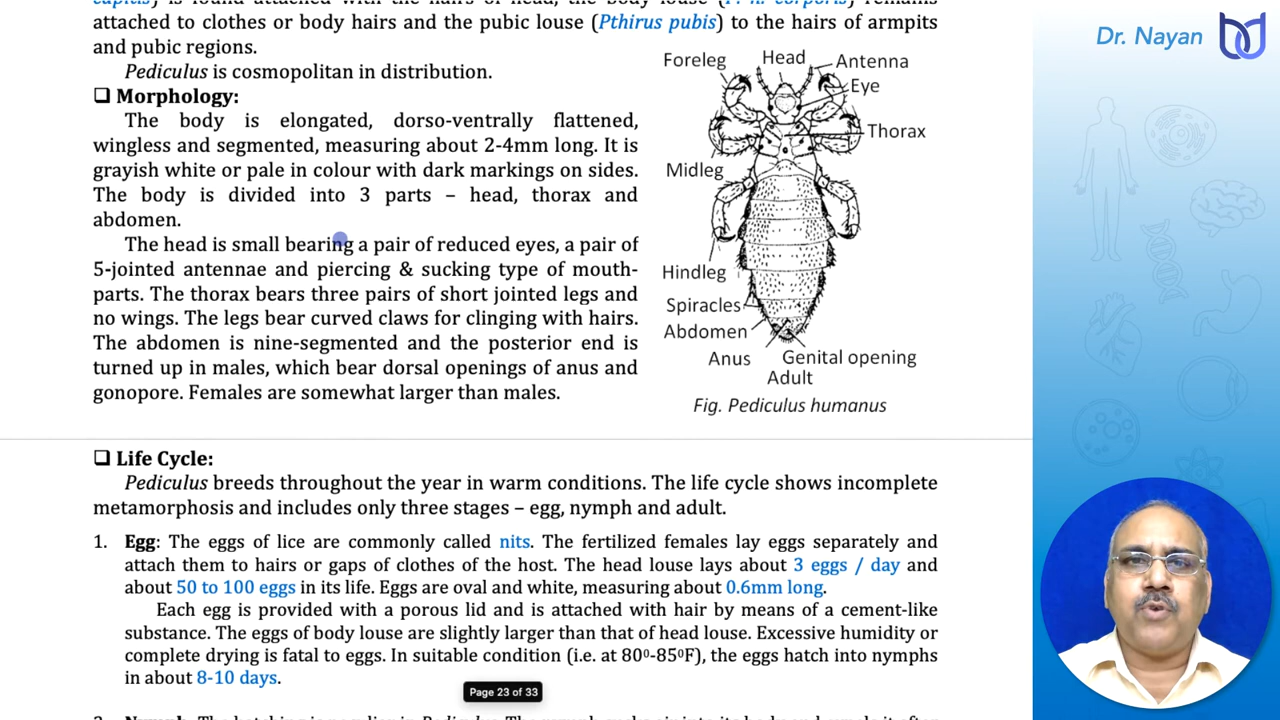 capitis) is found attached with the hairs of head, the body louse (P. h. corporis) remains
attached to clothes or body hairs and the pubic louse (Pthirus pubis) to the hairs of armpits
and pubic regions.
Pediculus is cosmopolitan in distribution.
❑ Morphology:
The body is elongated, dorso-ventrally flattened,
wingless and segmented, measuring about 2-4mm long. It is
grayish white or pale in colour with dark markings on sides.
The body is divided into 3 parts – head, thorax and
abdomen.
The head is small bearing a pair of reduced eyes, a pair of
5-jointed antennae and piercing & sucking type of mouth-
parts. The thorax bears three pairs of short jointed legs and
no wings. The legs bear curved claws for clinging with hairs.
The abdomen is nine-segmented and the posterior end is
turned up in males, which bear dorsal openings of anus and
gonopore. Females are somewhat larger than males.
Foreleg
Head
Antenna
Eye
Thorax
Midleg
Hindleg
Spiracles
Abdomen
Anus
Genital opening
Adult
Fig. Pediculus humanus
❑ Life Cycle:
Pediculus breeds throughout the year in warm conditions. The life cycle shows incomplete
metamorphosis and includes only three stages – egg, nymph and adult.
1. Egg: The eggs of lice are commonly called nits. The fertilized females lay eggs separately and
attach them to hairs or gaps of clothes of the host. The head louse lays about 3 eggs / day and
about 50 to 100 eggs in its life. Eggs are oval and white, measuring about 0.6mm long.
Each egg is provided with a porous lid and is attached with hair by means of a cement-like
substance. The eggs of body louse are slightly larger than that of head louse. Excessive humidity or
complete drying is fatal to eggs. In suitable condition (i.e. at 80⁰-85⁰F), the eggs hatch into nymphs
in about 8-10 days.
Page 23 of 33
Dr. Nayan